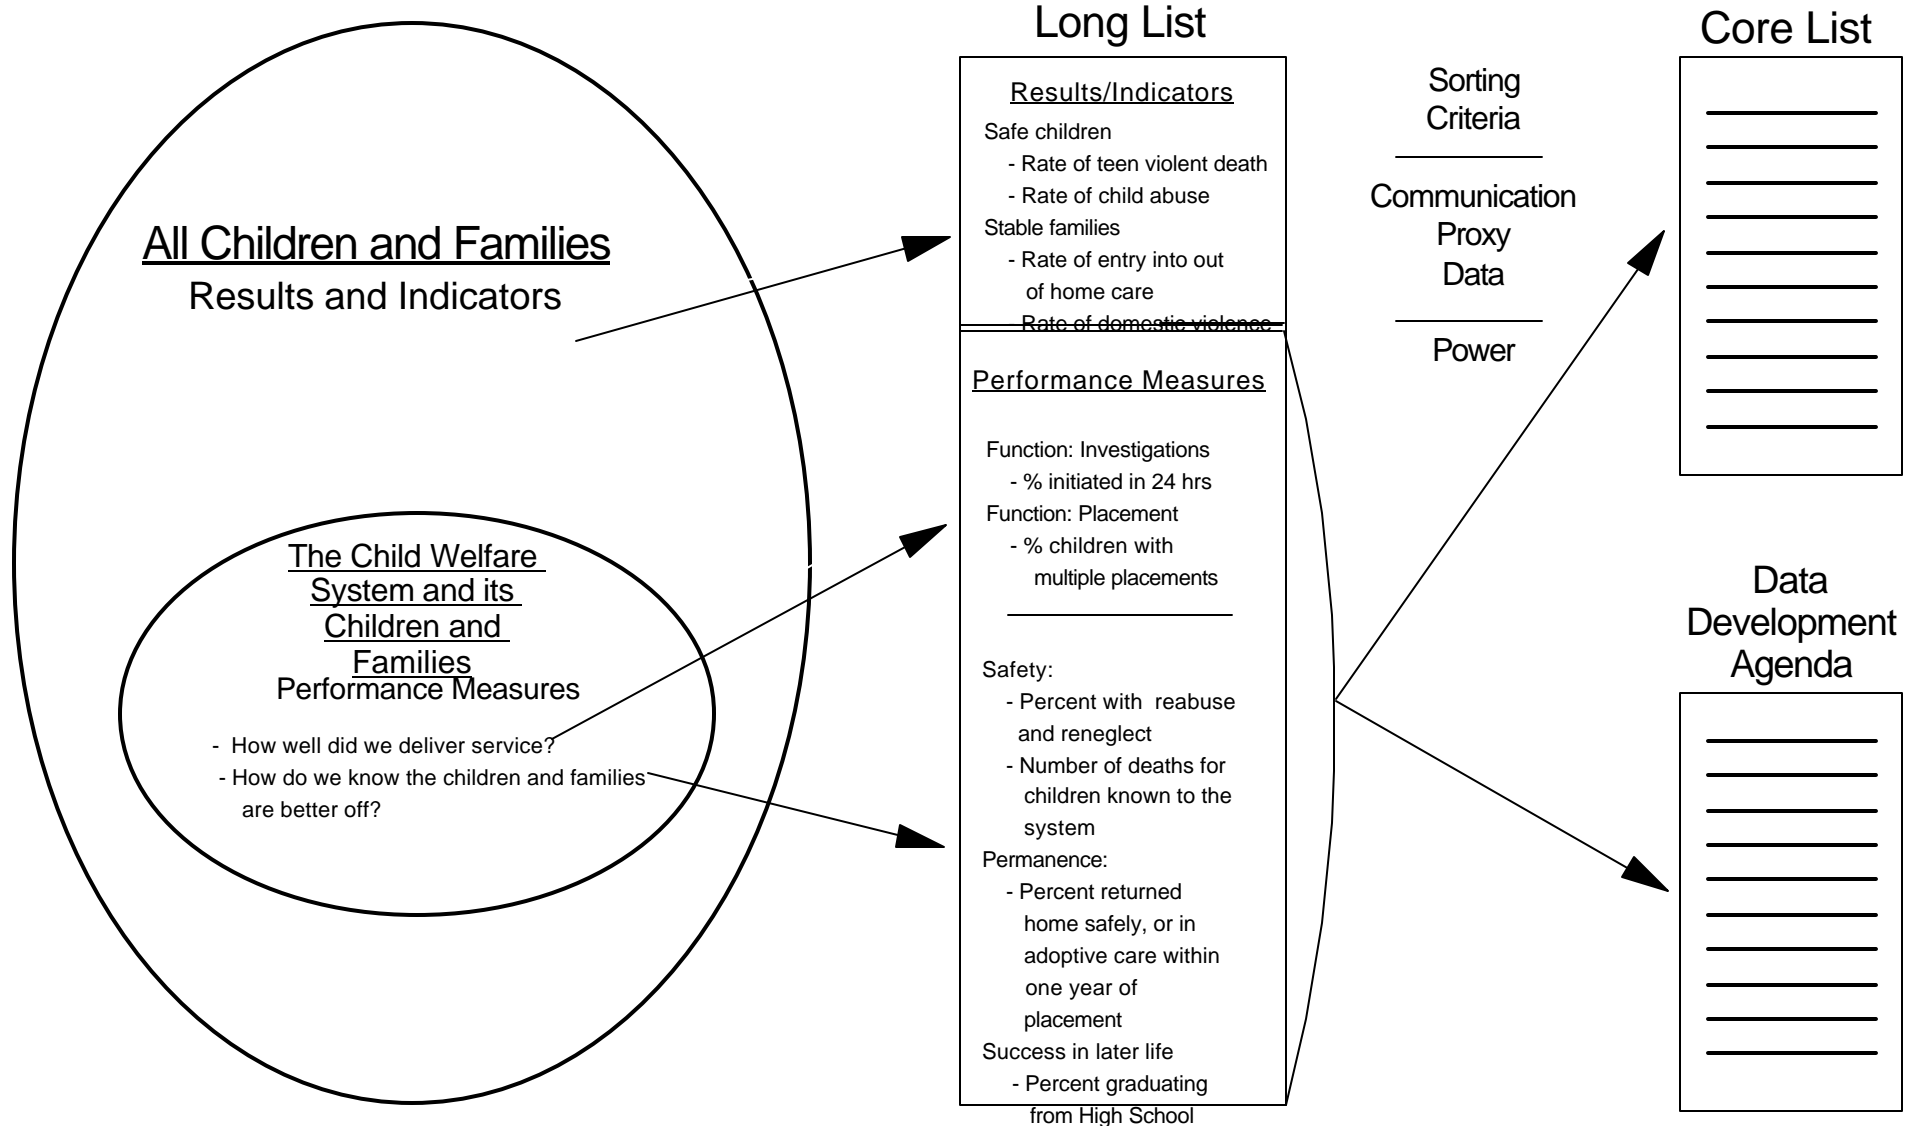 All Children and Families
Results and Indicators
The Child Welfare
System and its
Children and
Families
Performance Measures
- How well did we deliver service?
- How do we know the children and families
are better off?
Long List
Results/Indicators
Safe children
- Rate of teen violent death
- Rate of child abuse
Stable families
- Rate of entry into out
of home care
- Rate of domestic violence
Performance Measures
Function: Investigations
- % initiated in 24 hrs
Function: Placement
- % children with
multiple placements
Safety:
- Percent with reabuse
and reneglect
- Number of deaths for
children known to the
system
Permanence:
- Percent returned
home safely, or in
adoptive care within
one year of
placement
Success in later life
- Percent graduating
from High School
Sorting
Criteria
Communication
Proxy
Data
Power
Core List
Data
Development
Agenda